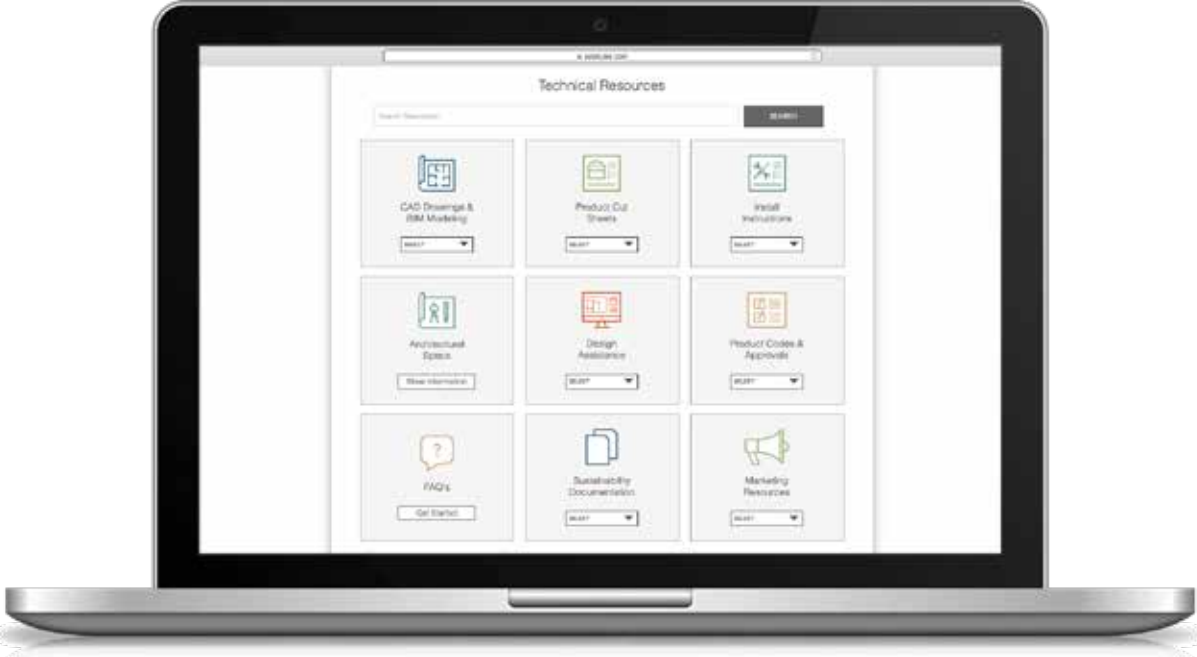 Technical Resources
SEARCH
CAD Drawings &
BIM Modeling
Product Cut
Sheets
Install
Instructions
SELECT
SELECT
SELECT
Architectural
Specs
Design
Assistance
Product Codes &
Approvals
More Information
SELECT
SELECT
FAQ's
Sustainability
Documentation
Marketing
Resources
Get Started
SELECT
SELECT